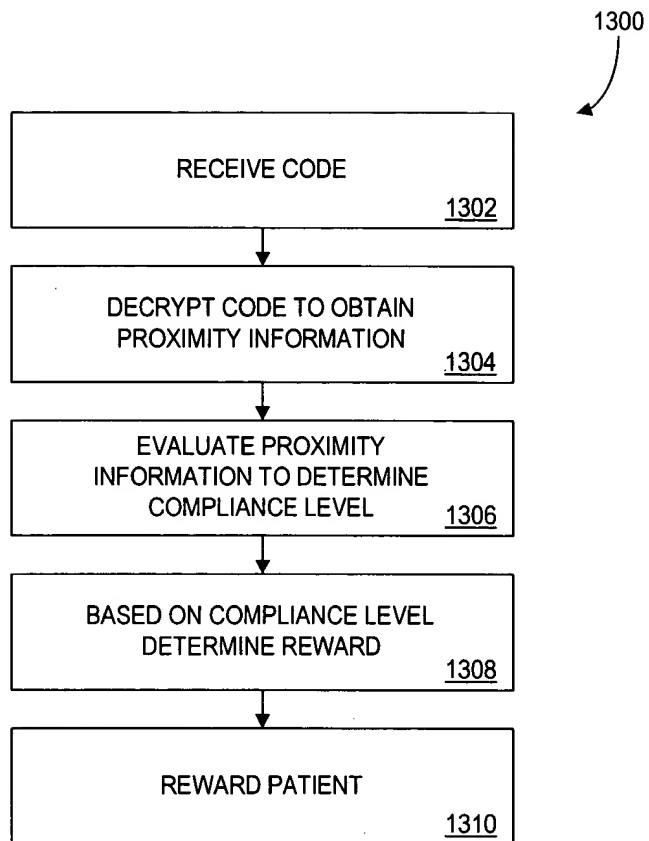 1300
RECEIVE CODE
1302
DECRYPT CODE TO OBTAIN
PROXIMITY INFORMATION
1304
EVALUATE PROXIMITY
INFORMATION TO DETERMINE
COMPLIANCE LEVEL
1306
BASED ON COMPLIANCE LEVEL
DETERMINE REWARD
1308
REWARD PATIENT
1310